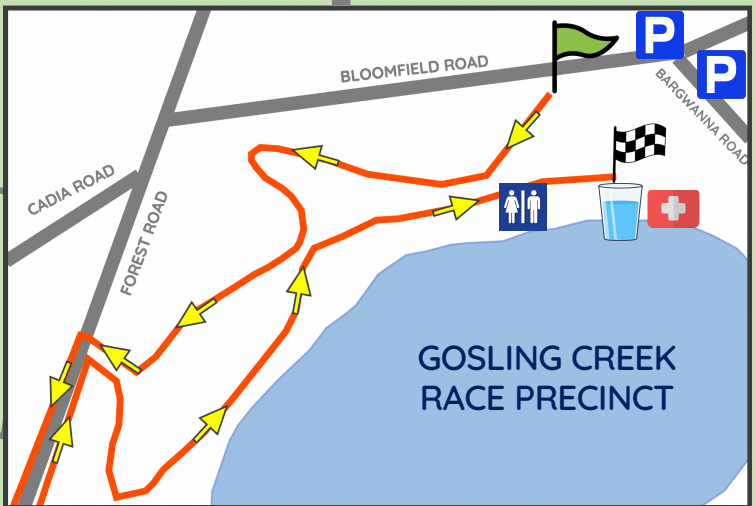 BLOOMFIELD ROAD
P
P
BARGWANNA ROAD
CADIA ROAD
FOREST ROAD
GOSLING CREEK
RACE PRECINCT